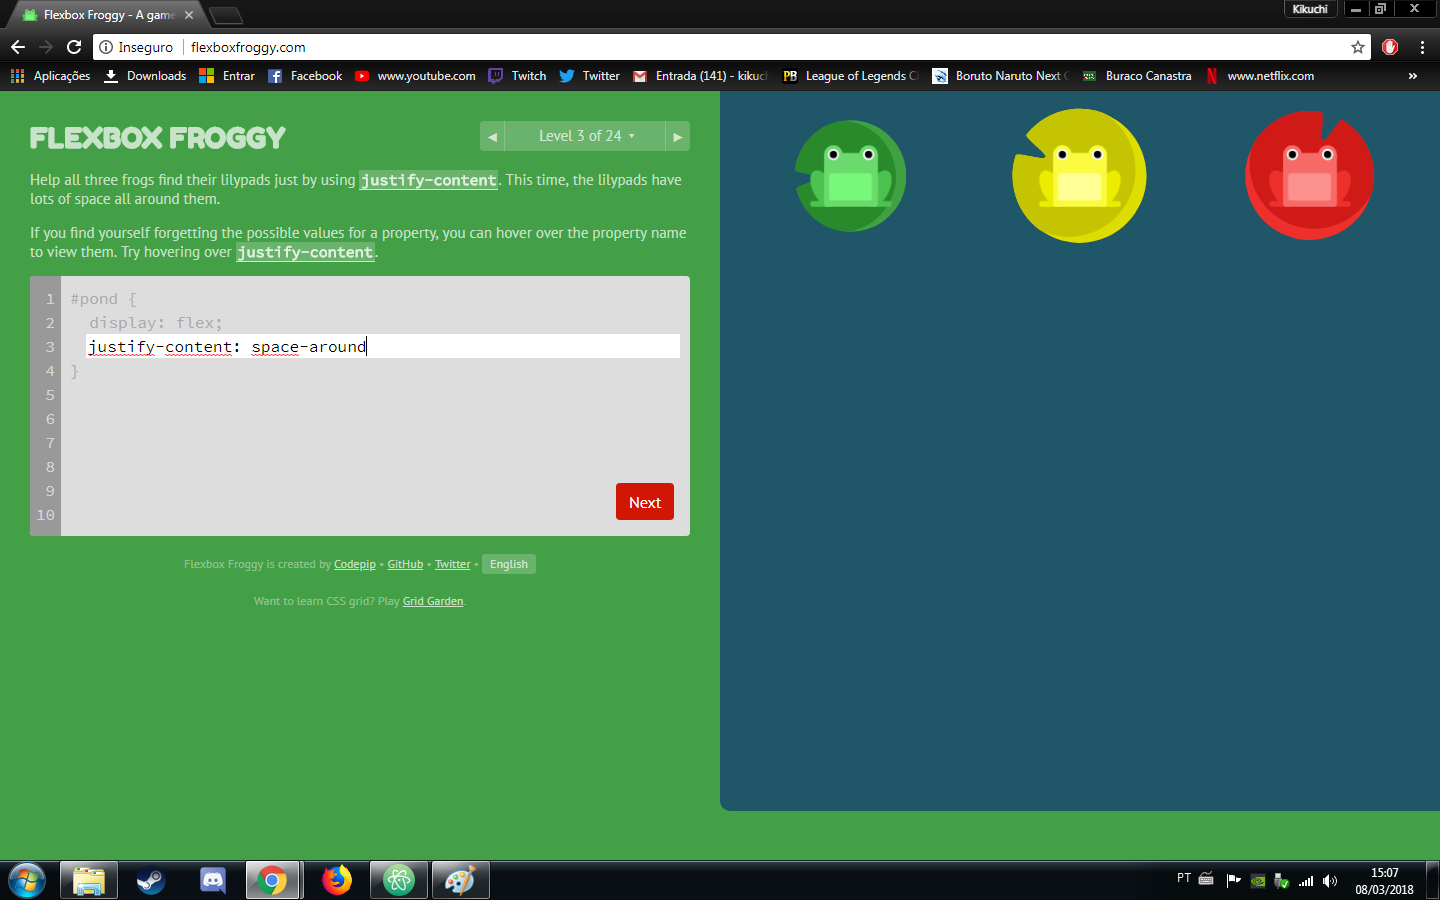 Flexbox Froggy - A game
Kikuchi
Inseguro
flexboxfroggy.com
Aplicações
Downloads
Entrar
Facebook
www.youtube.com
Twitch
Twitter
Entrada (141) - kikuc
PB
League of Legends C
Boruto Naruto Next
Buraco Canastra
www.netflix.com
»
FLEXBOX FROGGY
◀ Level 3 of 24 ▾ ▶
Help all three frogs find their lilypads just by using justify-content. This time, the lilypads have
lots of space all around them.
If you find yourself forgetting the possible values for a property, you can hover over the property name
to view them. Try hovering over justify-content.
1 #pond {
2 display: flex;
3 justify-content: space-around
4 }
5
6
7
8
9
10
Next
Flexbox Froggy is created by Codepip • GitHub • Twitter • English
Want to learn CSS grid? Play Grid Garden.
PT
15:07
08/03/2018